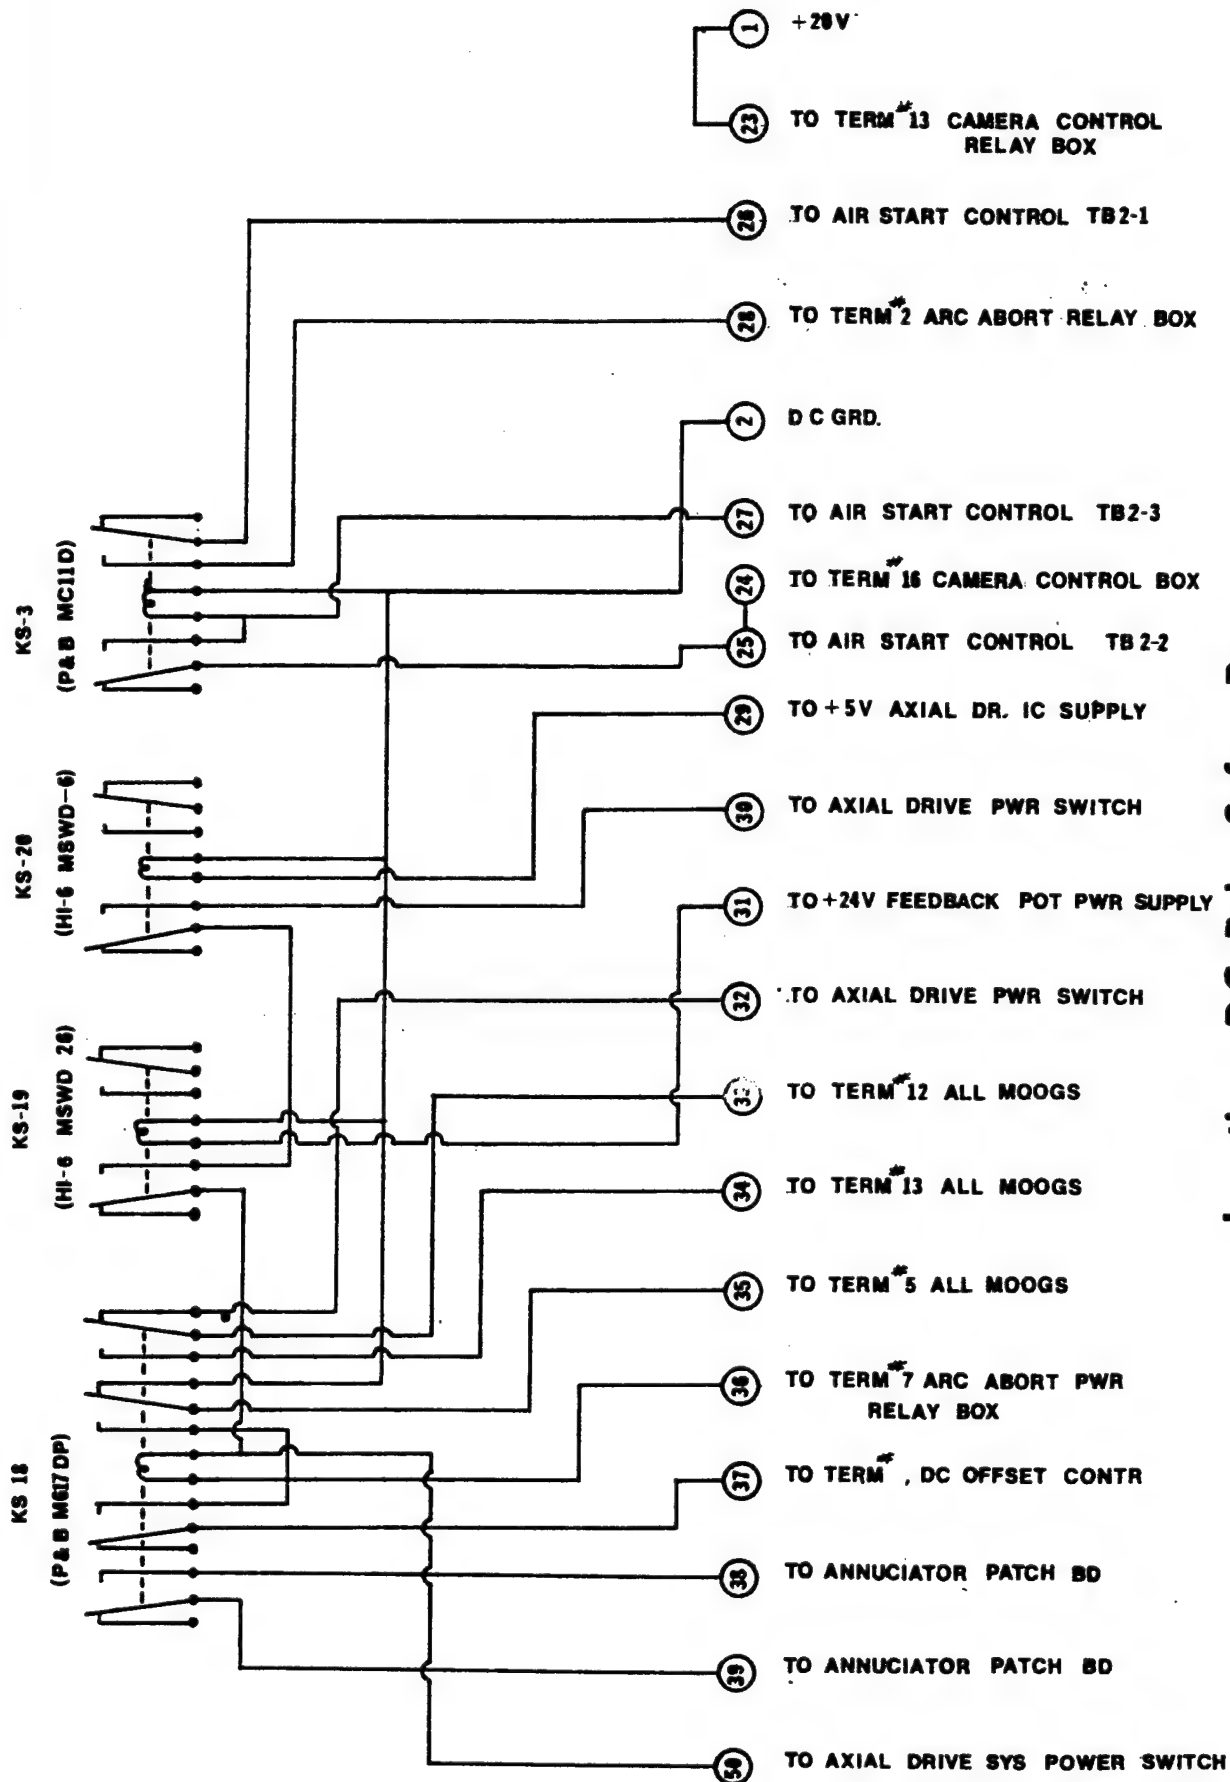 1 +28V
23 TO TERM #13 CAMERA CONTROL
RELAY BOX
26 TO AIR START CONTROL TB2-1
28 TO TERM #2 ARC ABORT RELAY BOX
2 DC GRD.
27 TO AIR START CONTROL TB2-3
24 TO TERM #16 CAMERA CONTROL BOX
25 TO AIR START CONTROL TB2-2
29 TO +5V AXIAL DR. IC SUPPLY
30 TO AXIAL DRIVE PWR SWITCH
31 TO +24V FEEDBACK POT PWR SUPPLY
32 TO AXIAL DRIVE PWR SWITCH
33 TO TERM #12 ALL MOOGS
34 TO TERM #13 ALL MOOGS
35 TO TERM #5 ALL MOOGS
36 TO TERM #7 ARC ABORT PWR
RELAY BOX
37 TO TERM # , DC OFFSET CONTR
38 TO ANNUCIATOR PATCH BD
39 TO ANNUCIATOR PATCH BD
50 TO AXIAL DRIVE SYS POWER SWITCH
KS-3
(P&B MC11D)
KS-20
(HI-6 MSWD-6)
KS-19
(HI-6 MSWD 26)
KS 18
(P&B M617DP)